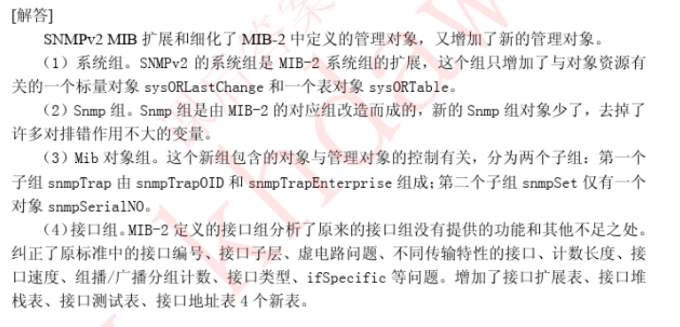 [解答]
SNMPv2 MIB 扩展和细化了 MIB-2 中定义的管理对象，又增加了新的管理对象。
（1）系统组。SNMPv2 的系统组是 MIB-2 系统组的扩展，这个组只增加了与对象资源有
关的一个标量对象 sysORLastChange 和一个表对象 sysORTable。
（2）Snmp 组。Snmp 组是由 MIB-2 的对应组改造而成的，新的 Snmp 组对象少了，去掉了
许多对排错作用不大的变量。
（3）Mib 对象组。这个新组包含的对象与管理对象的控制有关，分为两个子组：第一个
子组 snmpTrap 由 snmpTrapOID 和 snmpTrapEnterprise 组成；第二个子组 snmpSet 仅有一个
对象 snmpSerialNO。
（4）接口组。MIB-2 定义的接口组分析了原来的接口组没有提供的功能和其他不足之处。
纠正了原标准中的接口编号、接口子层、虚电路问题、不同传输特性的接口、计数长度、接
口速度、组播/广播分组计数、接口类型、ifSpecific 等问题。增加了接口扩展表、接口堆
栈表、接口测试表、接口地址表 4 个新表。